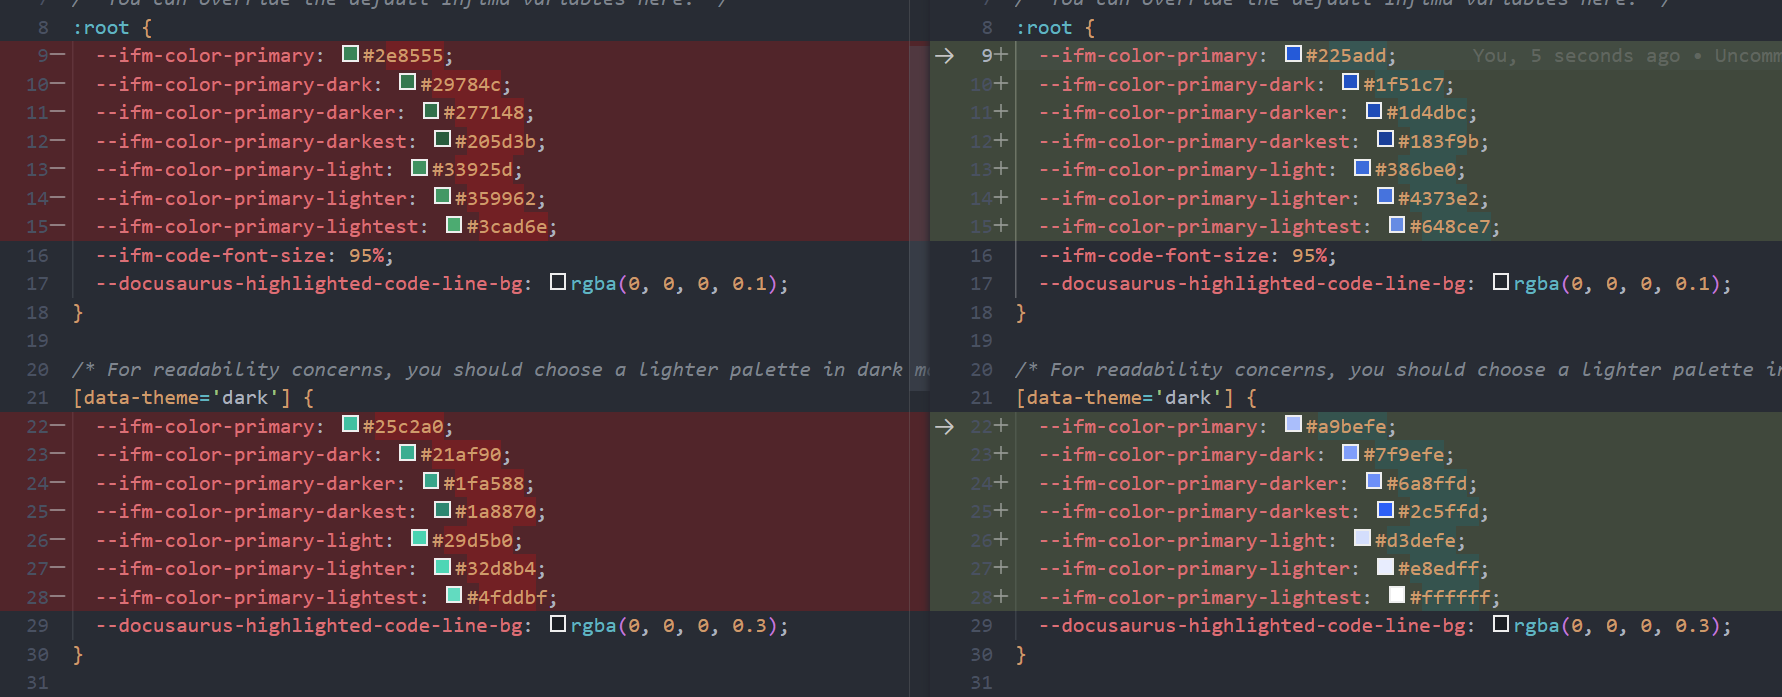 7 /* You can override the default Infima variables here. */
8 :root {
9— --ifm-color-primary: #2e8555;
10— --ifm-color-primary-dark: #29784c;
11— --ifm-color-primary-darker: #277148;
12— --ifm-color-primary-darkest: #205d3b;
13— --ifm-color-primary-light: #33925d;
14— --ifm-color-primary-lighter: #359962;
15— --ifm-color-primary-lightest: #3cad6e;
16 --ifm-code-font-size: 95%;
17 --docusaurus-highlighted-code-line-bg: rgba(0, 0, 0, 0.1);
18 }
19
20 /* For readability concerns, you should choose a lighter palette in dark m
21 [data-theme='dark'] {
22— --ifm-color-primary: #25c2a0;
23— --ifm-color-primary-dark: #21af90;
24— --ifm-color-primary-darker: #1fa588;
25— --ifm-color-primary-darkest: #1a8870;
26— --ifm-color-primary-light: #29d5b0;
27— --ifm-color-primary-lighter: #32d8b4;
28— --ifm-color-primary-lightest: #4fddbf;
29 --docusaurus-highlighted-code-line-bg: rgba(0, 0, 0, 0.3);
30 }
31
7 /* You can override the default Infima variables here. */
8 :root {
→ 9+ --ifm-color-primary: #225add; You, 5 seconds ago • Uncomm
10+ --ifm-color-primary-dark: #1f51c7;
11+ --ifm-color-primary-darker: #1d4dbc;
12+ --ifm-color-primary-darkest: #183f9b;
13+ --ifm-color-primary-light: #386be0;
14+ --ifm-color-primary-lighter: #4373e2;
15+ --ifm-color-primary-lightest: #648ce7;
16 --ifm-code-font-size: 95%;
17 --docusaurus-highlighted-code-line-bg: rgba(0, 0, 0, 0.1);
18 }
19
20 /* For readability concerns, you should choose a lighter palette i
21 [data-theme='dark'] {
→ 22+ --ifm-color-primary: #a9befe;
23+ --ifm-color-primary-dark: #7f9efe;
24+ --ifm-color-primary-darker: #6a8ffd;
25+ --ifm-color-primary-darkest: #2c5ffd;
26+ --ifm-color-primary-light: #d3defe;
27+ --ifm-color-primary-lighter: #e8edff;
28+ --ifm-color-primary-lightest: #ffffff;
29 --docusaurus-highlighted-code-line-bg: rgba(0, 0, 0, 0.3);
30 }
31